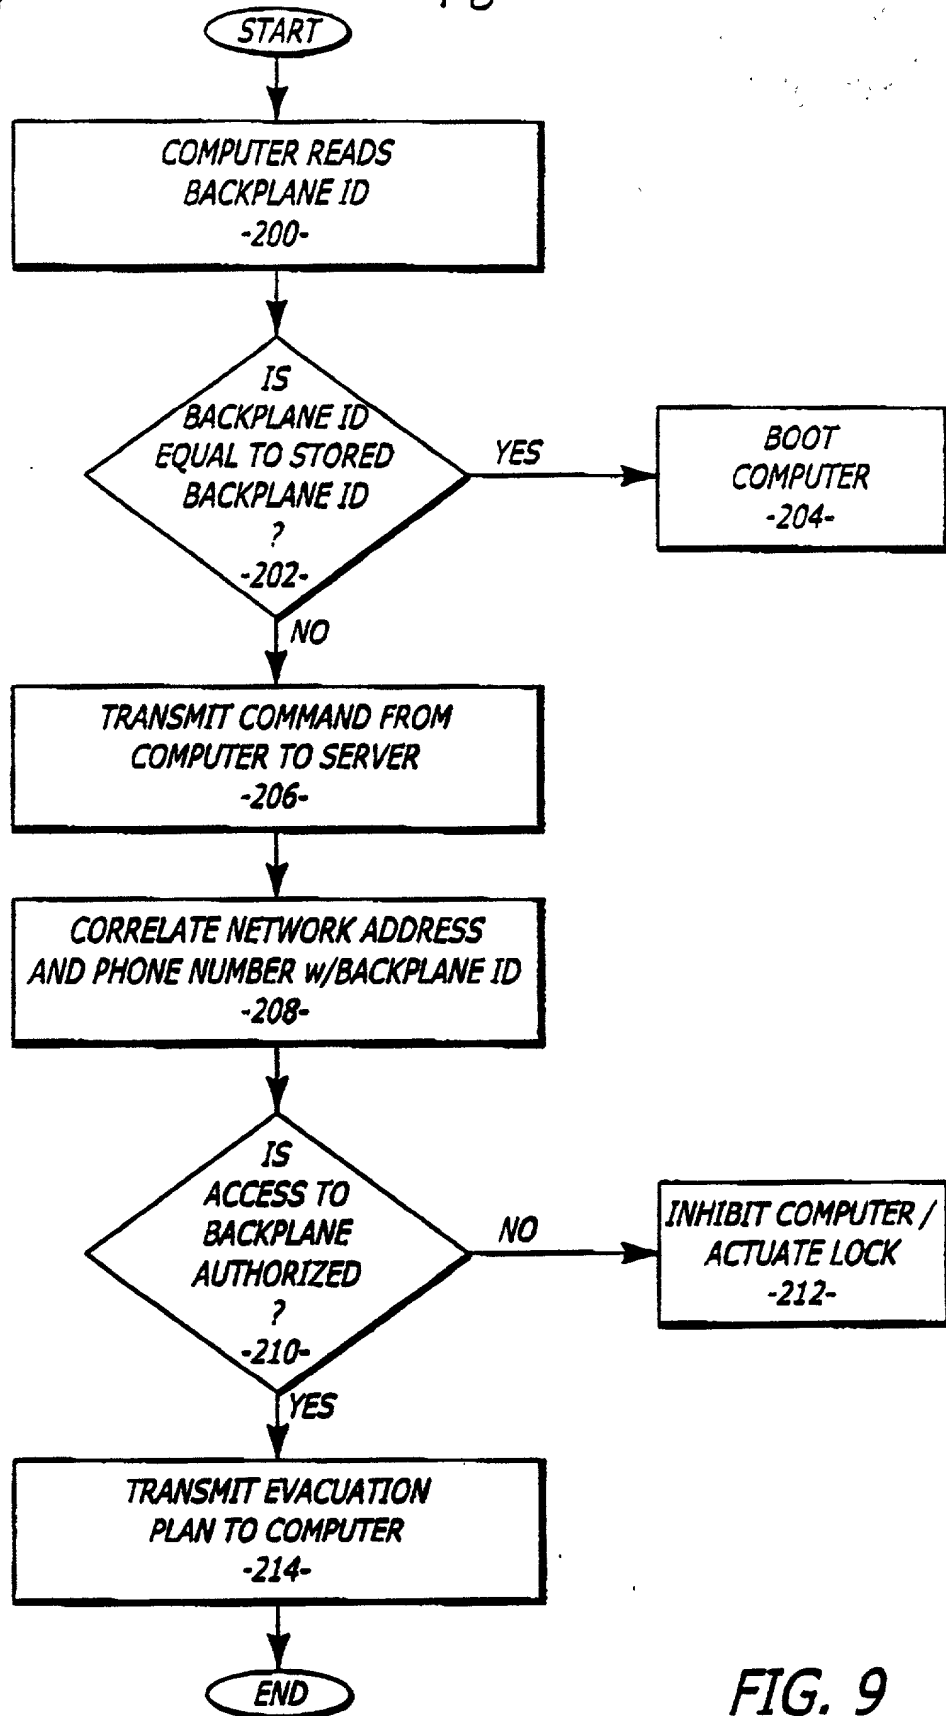 START
COMPUTER READS
BACKPLANE ID
-200-
IS
BACKPLANE ID
EQUAL TO STORED
BACKPLANE ID
?
-202-
YES
BOOT
COMPUTER
-204-
NO
TRANSMIT COMMAND FROM
COMPUTER TO SERVER
-206-
CORRELATE NETWORK ADDRESS
AND PHONE NUMBER w/BACKPLANE ID
-208-
IS
ACCESS TO
BACKPLANE
AUTHORIZED
?
-210-
NO
INHIBIT COMPUTER /
ACTUATE LOCK
-212-
YES
TRANSMIT EVACUATION
PLAN TO COMPUTER
-214-
END
FIG. 9